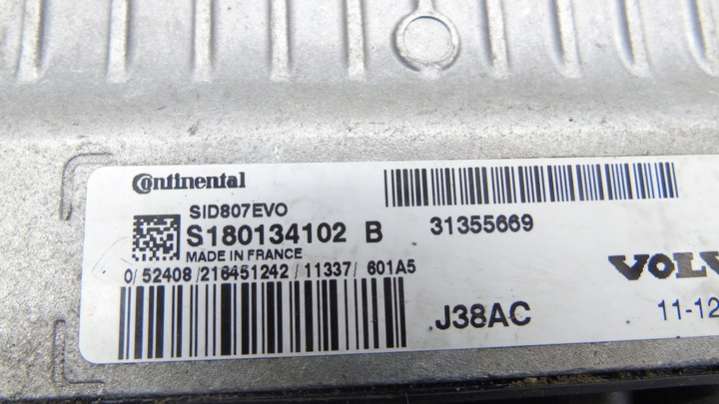 Continental
SID807EVO
S180134102 B
MADE IN FRANCE
0/52408/216451242/11337/601A5
31355669
VOLV
J38AC
11-12